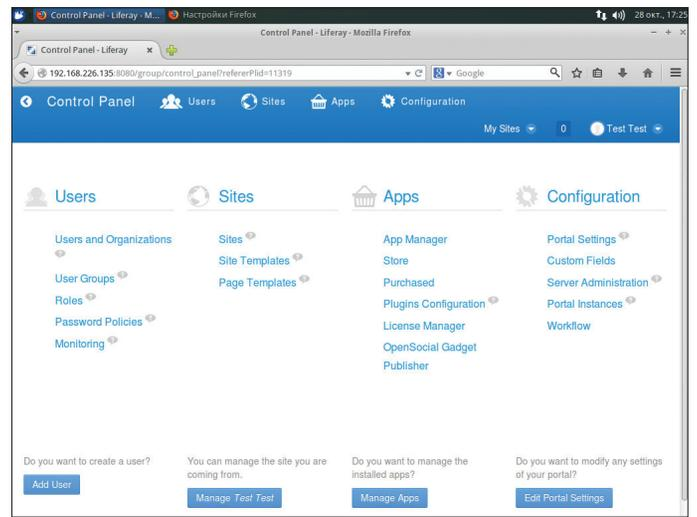 Control Panel - Liferay - M...
Настройки Firefox
28 окт., 17:25
Control Panel - Liferay - Mozilla Firefox
Control Panel - Liferay
192.168.226.135:8080/group/control_panel?refererPlid=11319
Google
Control Panel
Users
Sites
Apps
Configuration
My Sites
0
Test Test
Users
Users and Organizations
User Groups
Roles
Password Policies
Monitoring
Do you want to create a user?
Add User
Sites
Sites
Site Templates
Page Templates
You can manage the site you are
coming from.
Manage Test Test
Apps
App Manager
Store
Purchased
Plugins Configuration
License Manager
OpenSocial Gadget
Publisher
Do you want to manage the
installed apps?
Manage Apps
Configuration
Portal Settings
Custom Fields
Server Administration
Portal Instances
Workflow
Do you want to modify any settings
of your portal?
Edit Portal Settings